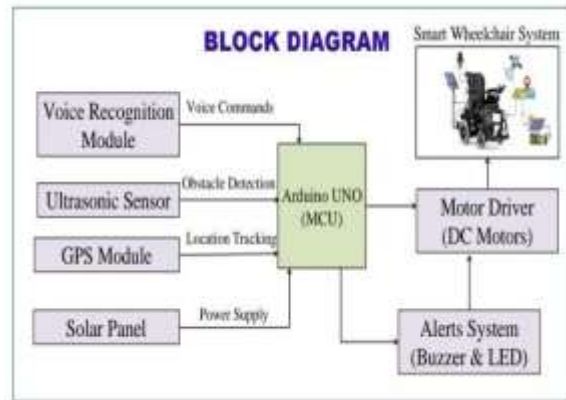 BLOCK DIAGRAM
Smart Wheelchair System
Voice Recognition
Module
Voice Commands
Ultrasonic Sensor
Obstacle Detection
GPS Module
Location Tracking
Solar Panel
Power Supply
Arduino UNO
(MCU)
Motor Driver
(DC Motors)
Alerts System
(Buzzer & LED)